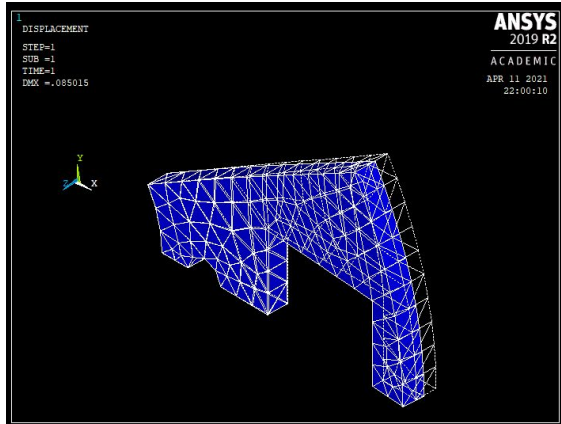 1
DISPLACEMENT
STEP=1
SUB =1
TIME=1
DMX =.085015
ANSYS
2019 R2
ACADEMIC
APR 11 2021
22:00:10
Y
Z
X